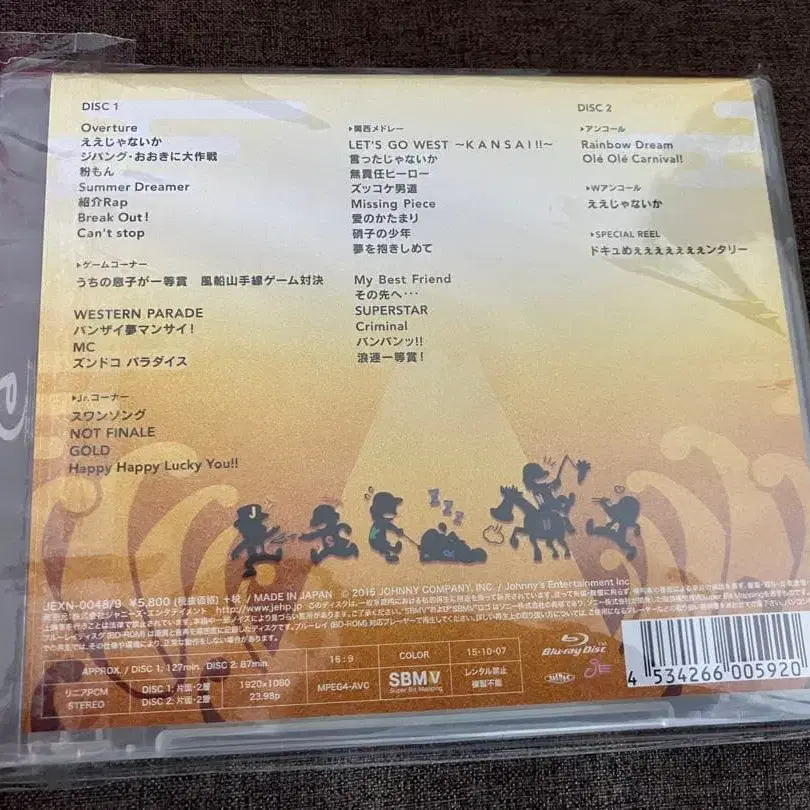 DISC 1
Overture
ええじゃないか
ジパング・おおきに大作戦
粉もん
Summer Dreamer
紹介Rap
Break Out!
Can't stop
▶ゲームコーナー
うちの息子が一等賞 風船山手線ゲーム対決
WESTERN PARADE
バンザイ夢マンサイ!
MC
ズンドコ パラダイス
▶Jr.コーナー
スワンソング
NOT FINALE
GOLD
Happy Happy Lucky You!!
▶関西メドレー
LET'S GO WEST 〜KANSAI!!〜
言ったじゃないか
無責任ヒーロー
ズッコケ男道
Missing Piece
愛のかたまり
硝子の少年
夢を抱きしめて
My Best Friend
その先へ・・・
SUPERSTAR
Criminal
バンバンッ!!
浪速一等賞!
DISC 2
▶アンコール
Rainbow Dream
Olé Olé Carnival!
▶Wアンコール
ええじゃないか
▶SPECIAL REEL
ドキュめぇぇぇぇぇぇンタリー
J
ZZZ
JEXN-0048/9 ¥5,800 (税抜価格) +税 / MADE IN JAPAN © 2015 JOHNNY COMPANY, INC. / Johnny's Entertainment Inc
http://www.jehp.jp
APPROX. / DISC 1: 127min. DISC 2: 87min.
16:9
COLOR
15-10-07
リニアPCM
STEREO
DISC 1: 片面・2層
DISC 2: 片面・2層
1920×1080
23.98p
MPEG4-AVC
SBMV
Super Bit Mapping
レンタル禁止
複製不能
Blu-ray Disc
4 534266 005920